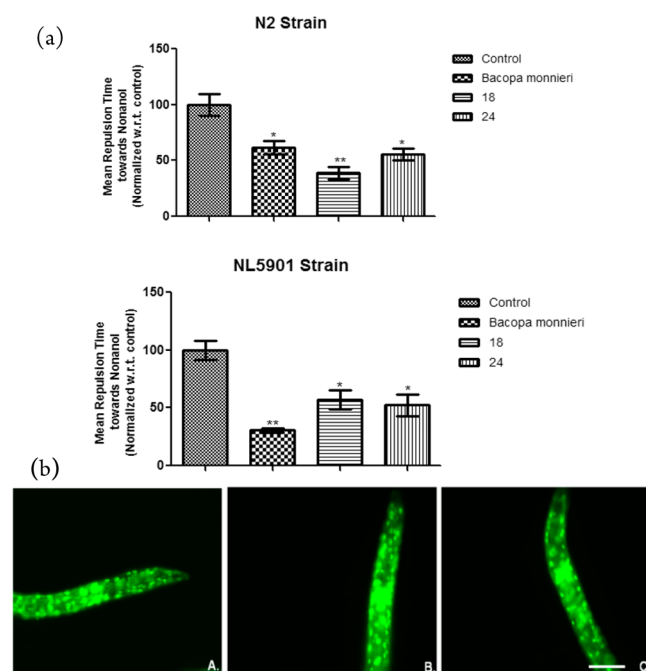 (a)
N2 Strain
Mean Repulsion Time
towards Nonanol
(Normalized w.r.t. control)
150
100
50
0
*
**
*
Control
Bacopa monnieri
18
24
NL5901 Strain
Mean Repulsion Time
towards Nonanol
(Normalized w.r.t. control)
150
100
50
0
**
*
*
Control
Bacopa monnieri
18
24
(b)
A.
B
C